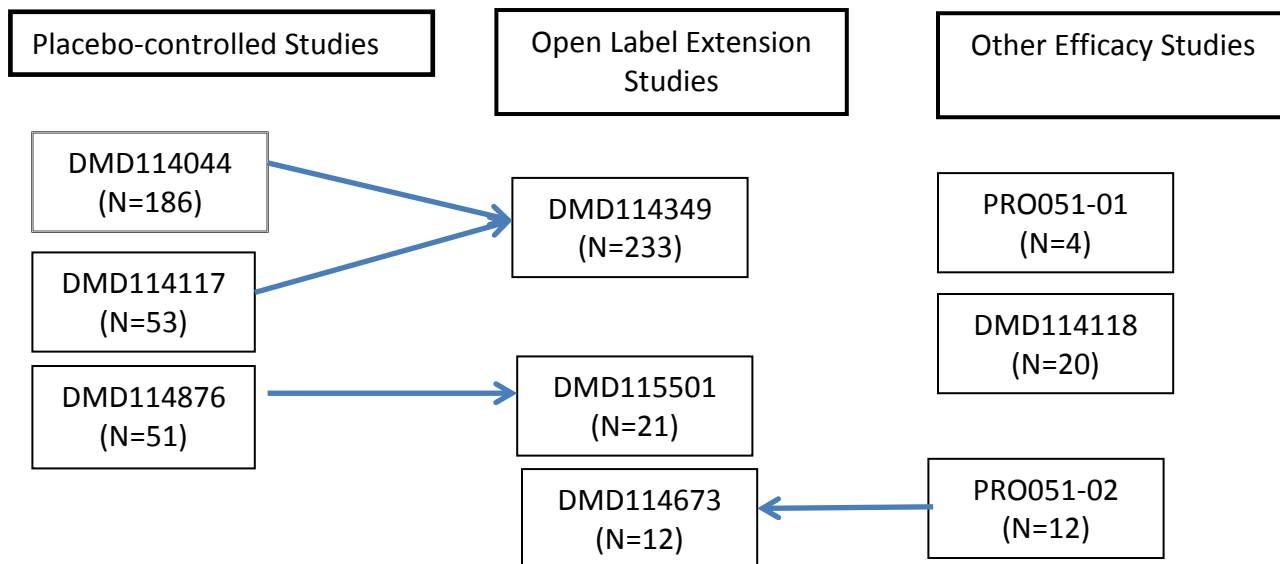 Placebo-controlled Studies
Open Label Extension
Studies
Other Efficacy Studies
DMD114044
(N=186)
DMD114117
(N=53)
DMD114876
(N=51)
DMD114349
(N=233)
DMD115501
(N=21)
DMD114673
(N=12)
PRO051-01
(N=4)
DMD114118
(N=20)
PRO051-02
(N=12)